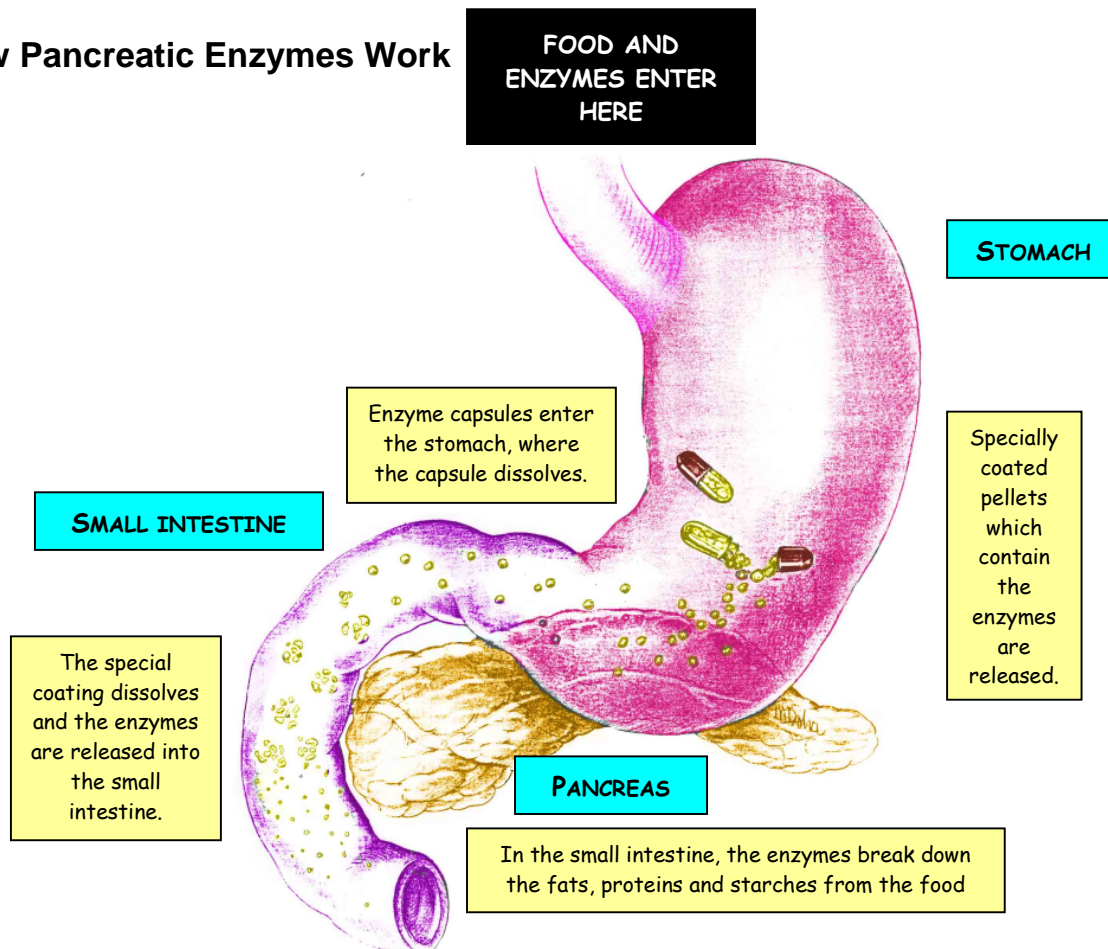 w Pancreatic Enzymes Work
FOOD AND
ENZYMES ENTER
HERE
STOMACH
Enzyme capsules enter
the stomach, where
the capsule dissolves.
Specially
coated
pellets
which
contain
the
enzymes
are
released.
SMALL INTESTINE
The special
coating dissolves
and the enzymes
are released into
the small
intestine.
PANCREAS
In the small intestine, the enzymes break down
the fats, proteins and starches from the food